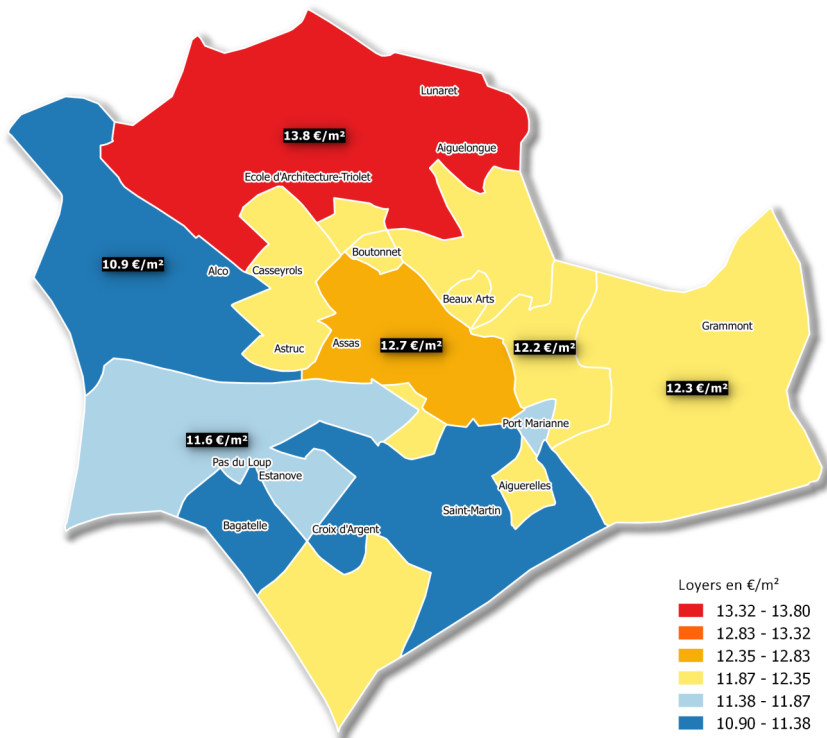 Lunaret
13.8 €/m²
Aiguelongue
Ecole d'Architecture-Triolet
Boutonnet
10.9 €/m²
Alco
Casseyrols
Beaux Arts
Grammont
Astruc
Assas
12.7 €/m²
12.2 €/m²
12.3 €/m²
Port Marianne
11.6 €/m²
Pas du Loup
Estanove
Aiguerelles
Bagatelle
Croix d'Argent
Saint-Martin
Loyers en €/m²
13.32 - 13.80
12.83 - 13.32
12.35 - 12.83
11.87 - 12.35
11.38 - 11.87
10.90 - 11.38